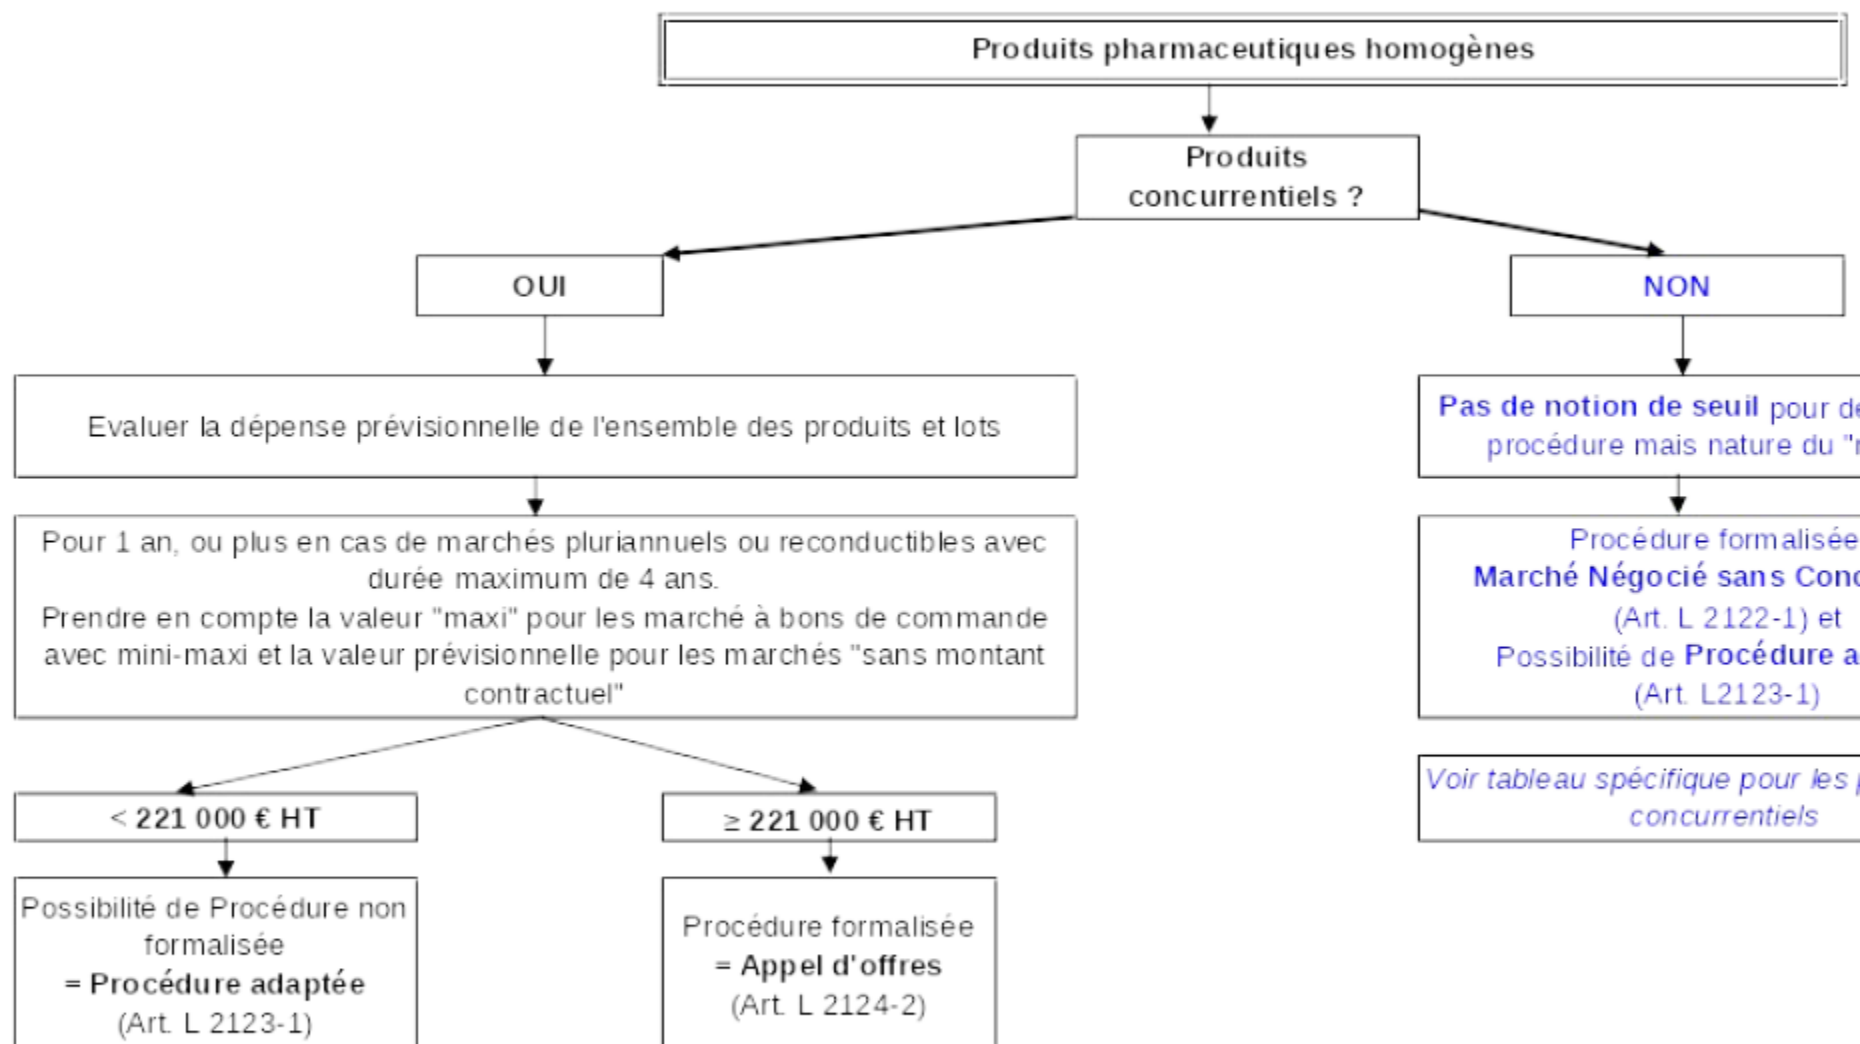 Produits pharmaceutiques homogènes
Produits
concurrentiels ?
OUI
NON
Evaluer la dépense prévisionnelle de l'ensemble des produits et lots
Pas de notion de seuil pour
procédure mais nature du
Pour 1 an, ou plus en cas de marchés pluriannuels ou reconductibles avec
durée maximum de 4 ans.
Prendre en compte la valeur "maxi" pour les marché à bons de commande
avec mini-maxi et la valeur prévisionnelle pour les marchés "sans montant
contractuel"
Procédure formalisée
Marché Négocié sans
(Art. L 2122-1) et
Possibilité de Procédure
(Art. L2123-1)
Voir tableau spécifique pour les
concurrentiels
< 221 000 € HT
≥ 221 000 € HT
Possibilité de Procédure non
formalisée
= Procédure adaptée
(Art. L 2123-1)
Procédure formalisée
= Appel d'offres
(Art. L 2124-2)